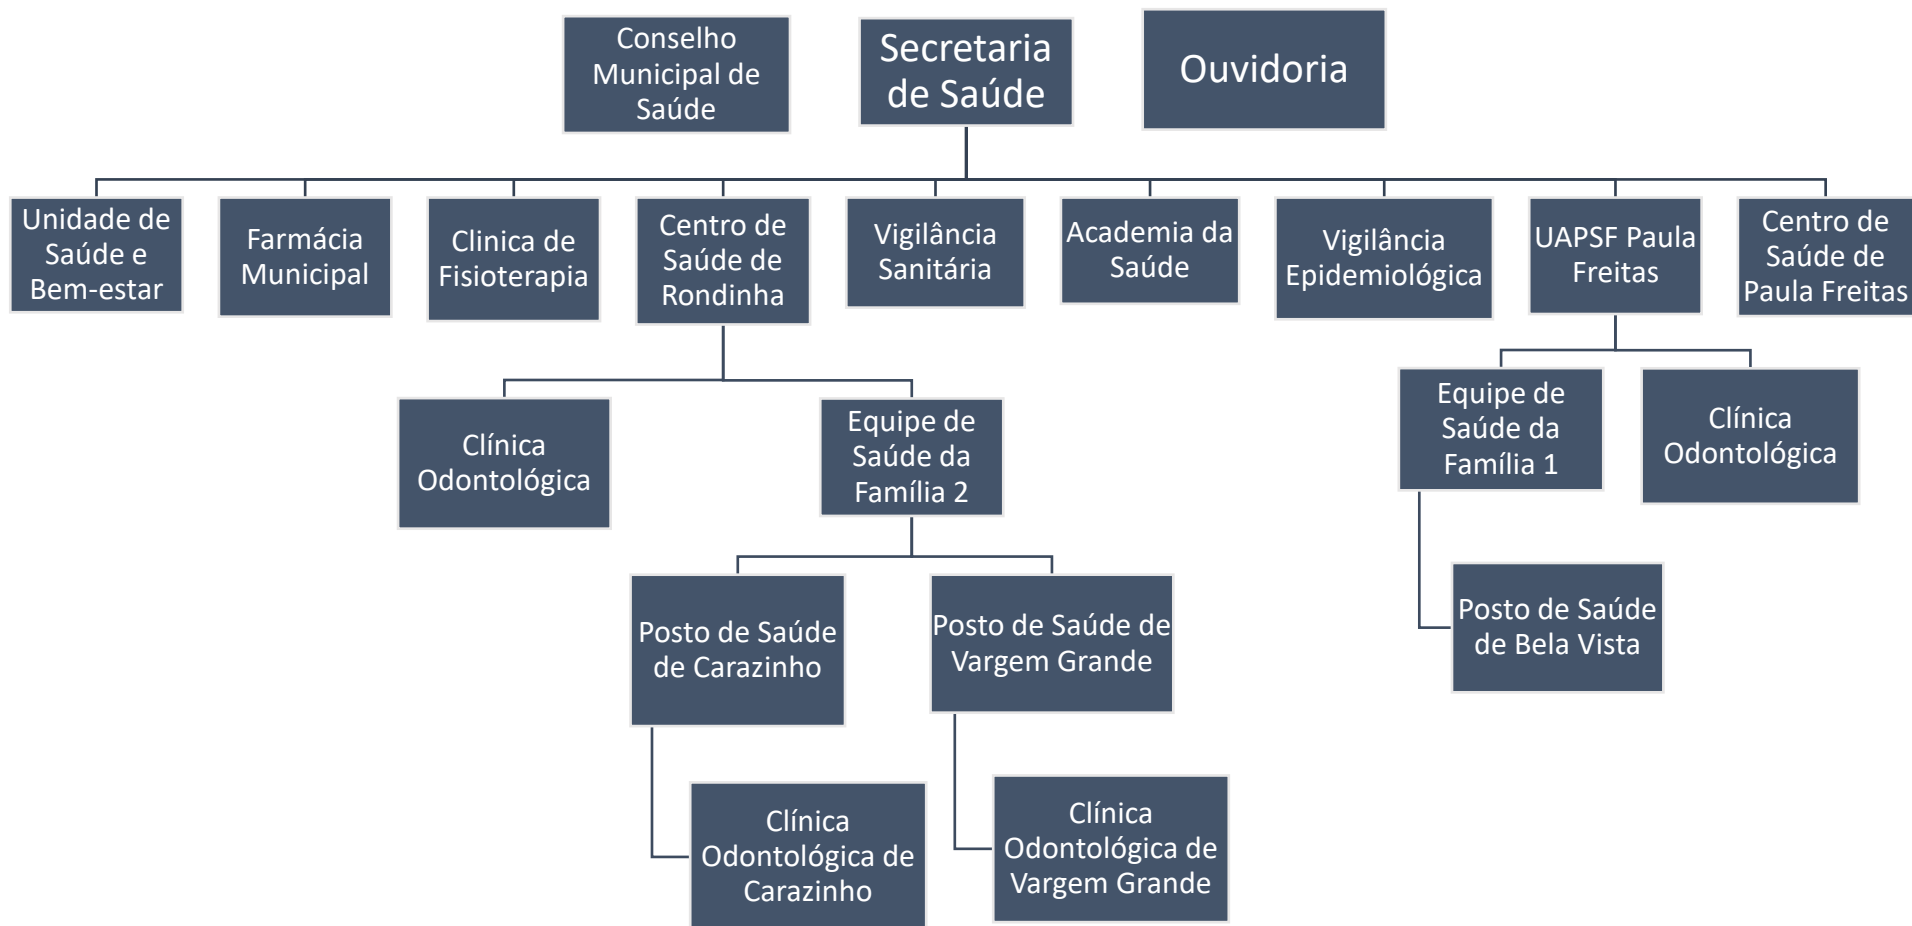 Conselho
Municipal de
Saúde
Secretaria
de Saúde
Ouvidoria
Unidade de
Saúde e
Bem-estar
Farmácia
Municipal
Clinica de
Fisioterapia
Centro de
Saúde de
Rondinha
Vigilância
Sanitária
Academia da
Saúde
Vigilância
Epidemiológica
UAPSF Paula
Freitas
Centro de
Saúde de
Paula Freitas
Clínica
Odontológica
Equipe de
Saúde da
Família 2
Equipe de
Saúde da
Família 1
Clínica
Odontológica
Posto de Saúde
de Carazinho
Posto de Saúde de
Vargem Grande
Posto de Saúde
de Bela Vista
Clínica
Odontológica de
Carazinho
Clínica
Odontológica de
Vargem Grande